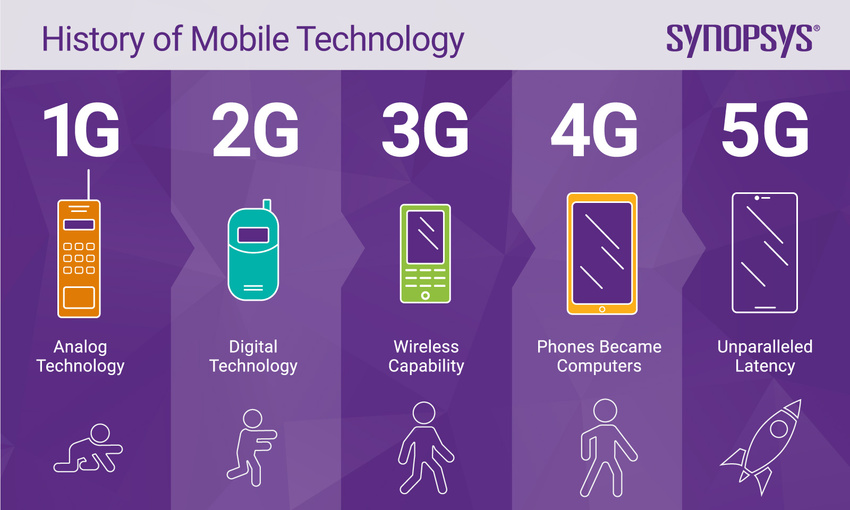 History of Mobile Technology
SYNOPSYS®
1G
2G
3G
4G
5G
Analog
Technology
Digital
Technology
Wireless
Capability
Phones Became
Computers
Unparalleled
Latency